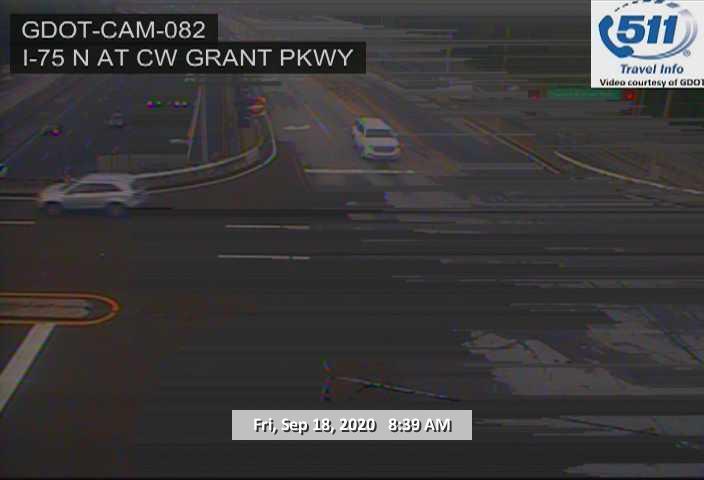 GDOT-CAM-082
I-75 N AT CW GRANT PKWY
511
Travel Info
Video courtesy of GDOT
Fri, Sep 18, 2020 8:39 AM